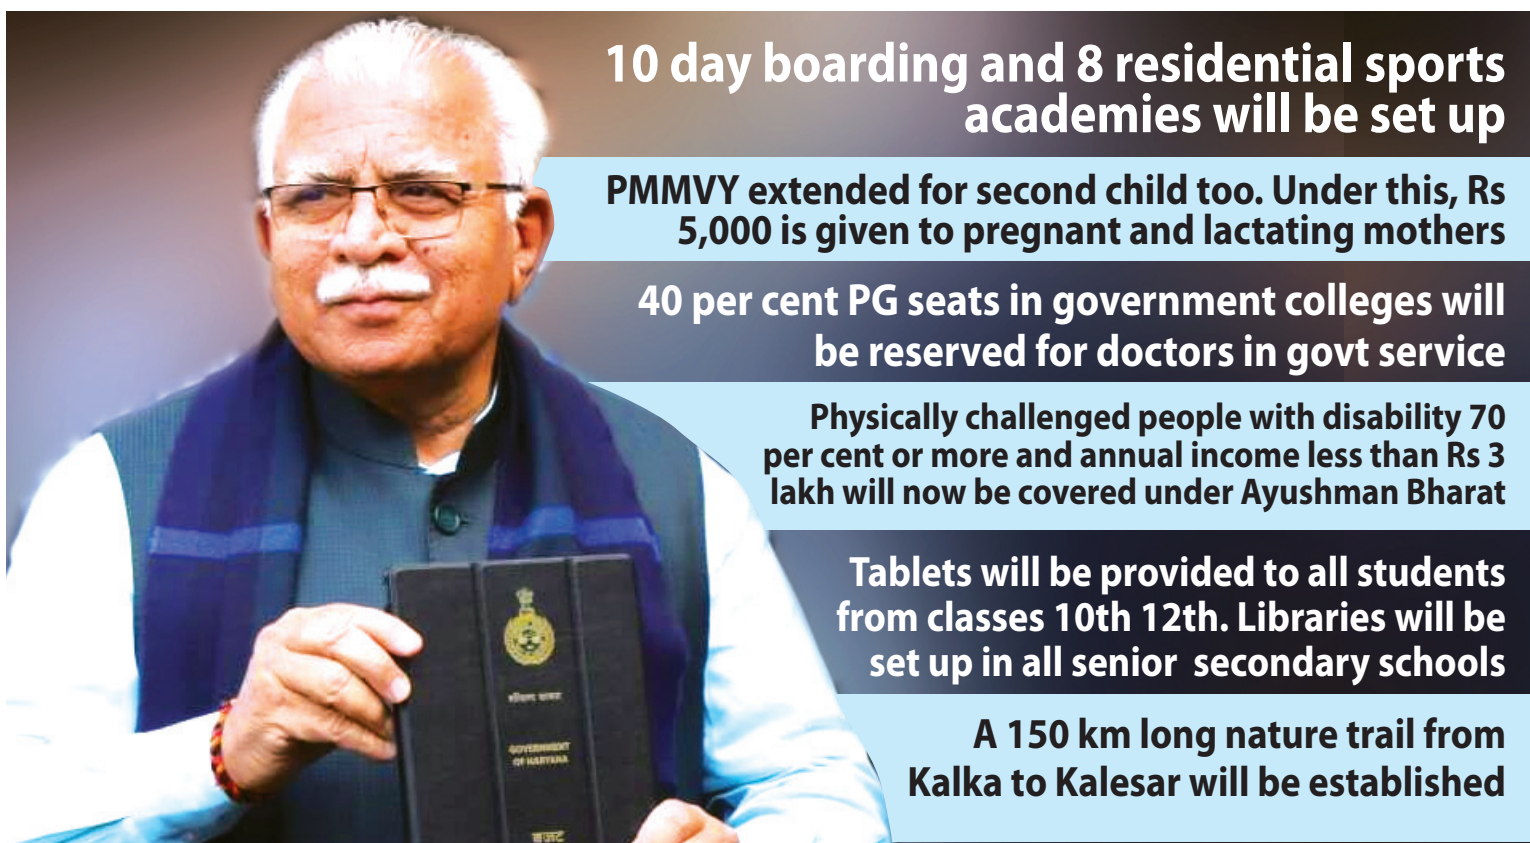 10 day boarding and 8 residential sports
academies will be set up
PMMVY extended for second child too. Under this, Rs
5,000 is given to pregnant and lactating mothers
40 per cent PG seats in government colleges will
be reserved for doctors in govt service
Physically challenged people with disability 70
per cent or more and annual income less than Rs 3
lakh will now be covered under Ayushman Bharat
Tablets will be provided to all students
from classes 10th 12th. Libraries will be
set up in all senior secondary schools
A 150 km long nature trail from
Kalka to Kalesar will be established
GOVERNMENT
OF HARYANA
बजट